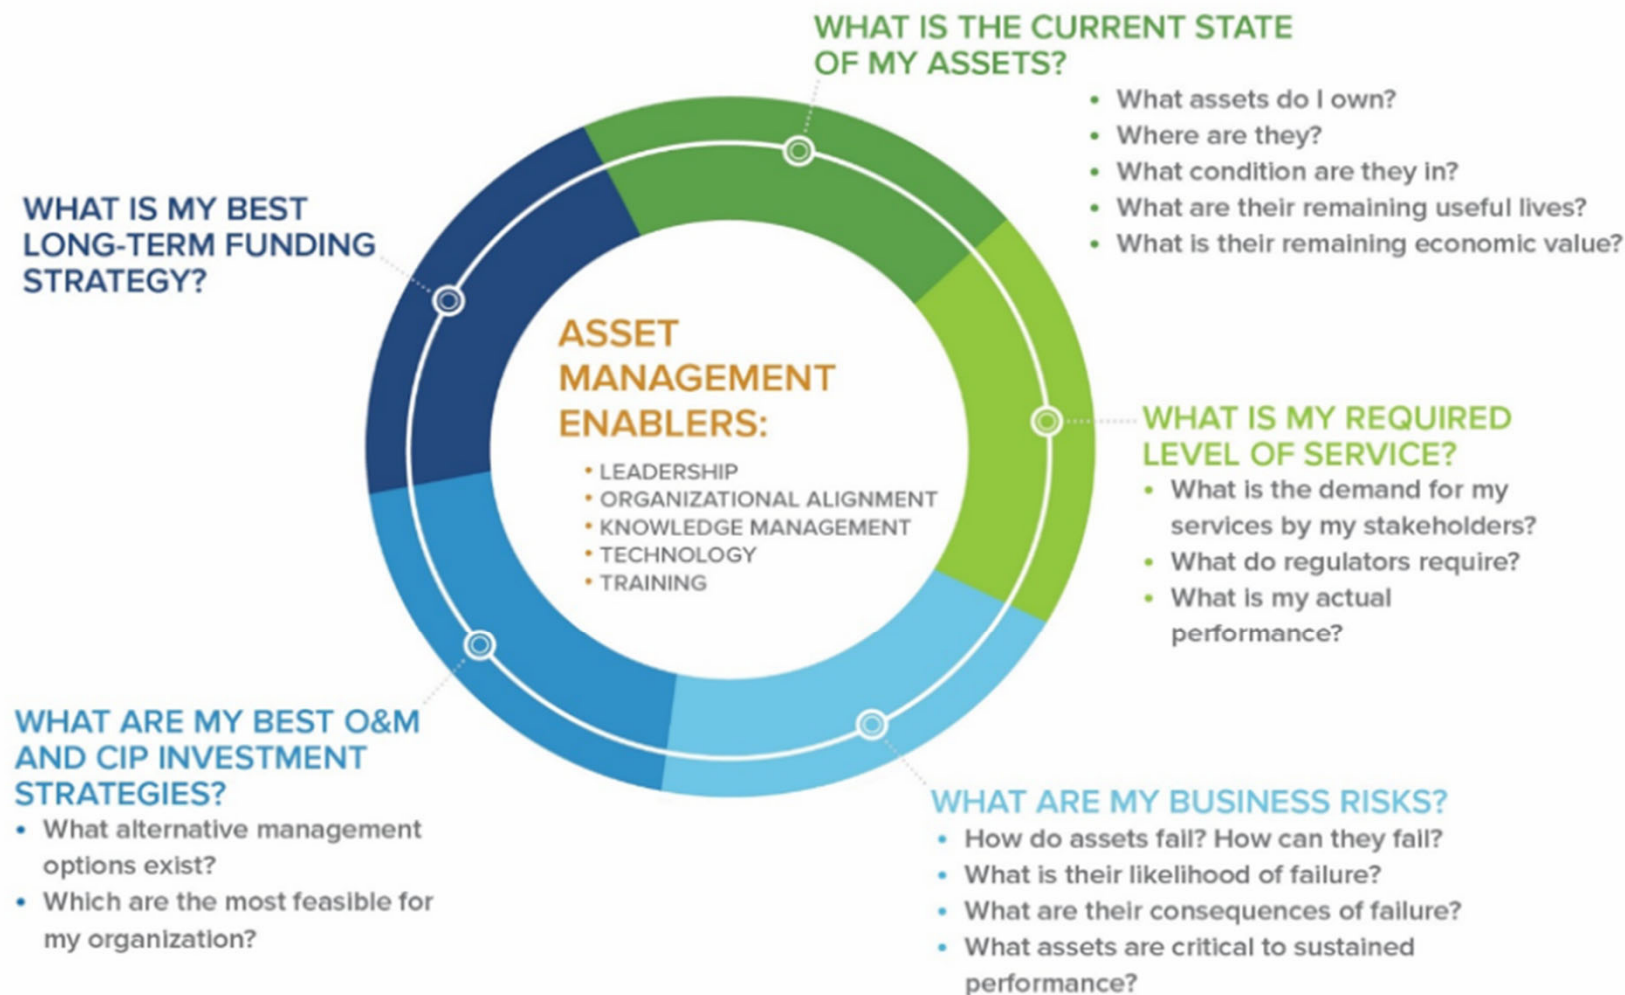 WHAT IS THE CURRENT STATE
OF MY ASSETS?
• What assets do I own?
• Where are they?
• What condition are they in?
• What are their remaining useful lives?
• What is their remaining economic value?
WHAT IS MY REQUIRED
LEVEL OF SERVICE?
• What is the demand for my
services by my stakeholders?
• What do regulators require?
• What is my actual
performance?
WHAT ARE MY BUSINESS RISKS?
• How do assets fail? How can they fail?
• What is their likelihood of failure?
• What are their consequences of failure?
• What assets are critical to sustained
performance?
WHAT ARE MY BEST O&M
AND CIP INVESTMENT
STRATEGIES?
• What alternative management
options exist?
• Which are the most feasible for
my organization?
WHAT IS MY BEST
LONG-TERM FUNDING
STRATEGY?
ASSET
MANAGEMENT
ENABLERS:
• LEADERSHIP
• ORGANIZATIONAL ALIGNMENT
• KNOWLEDGE MANAGEMENT
• TECHNOLOGY
• TRAINING